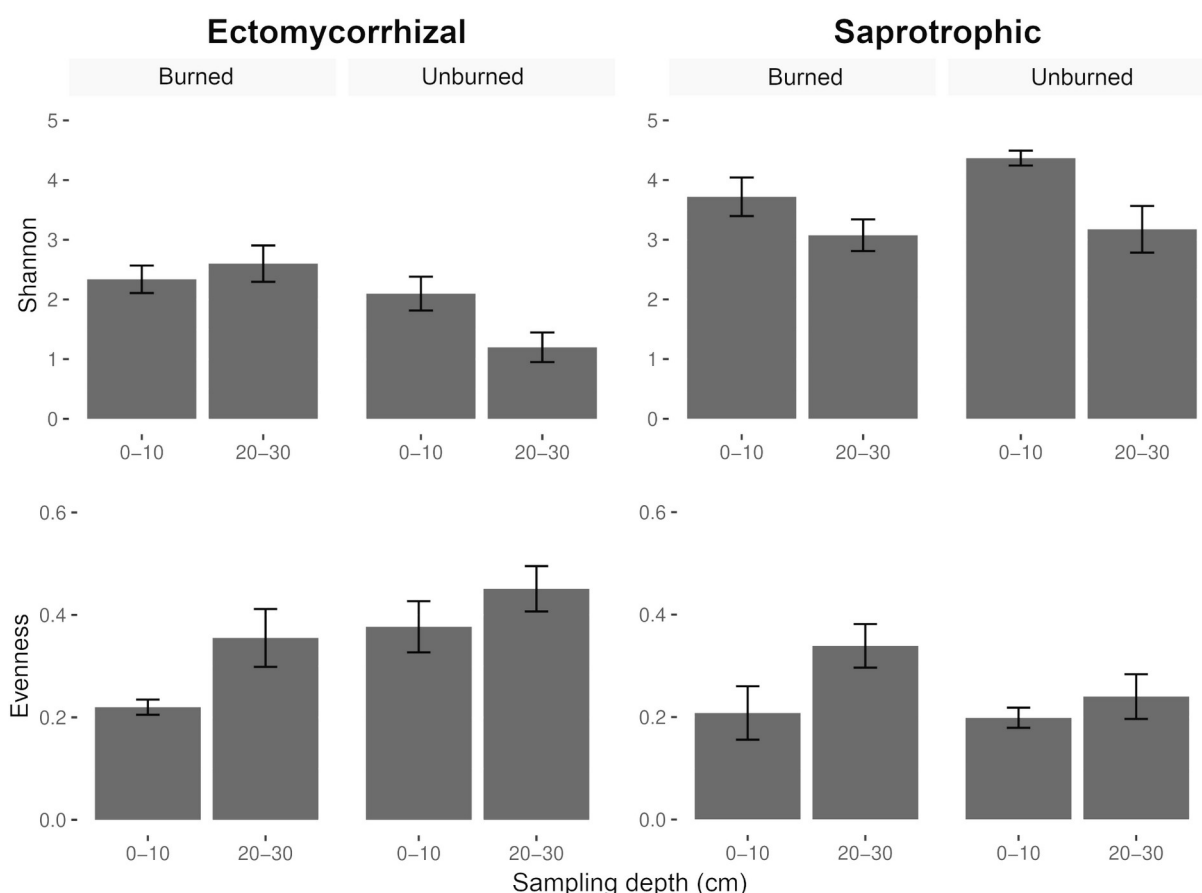 Ectomycorrhizal Saprotrophic
Burned Unburned Burned Unburned
5 5
4 4
3 3
Shannon
2 2
1 1
0 0
0–10 20–30 0–10 20–30 0–10 20–30 0–10 20–30
0.6 0.6
0.4 0.4
Evenness
0.2 0.2
0.0 0.0
0–10 20–30 0–10 20–30 0–10 20–30 0–10 20–30
Sampling depth (cm)